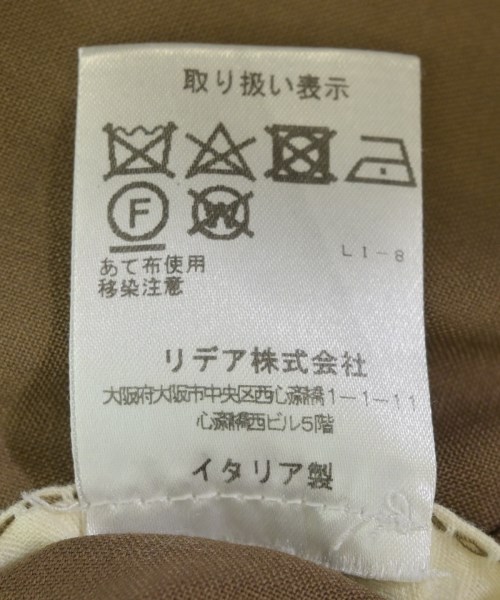 取り扱い表示
F W
L1-8
あて布使用
移染注意
リデア株式会社
大阪府大阪市中央区西心斎橋1-1-11
心斎橋西ビル5階
イタリア製